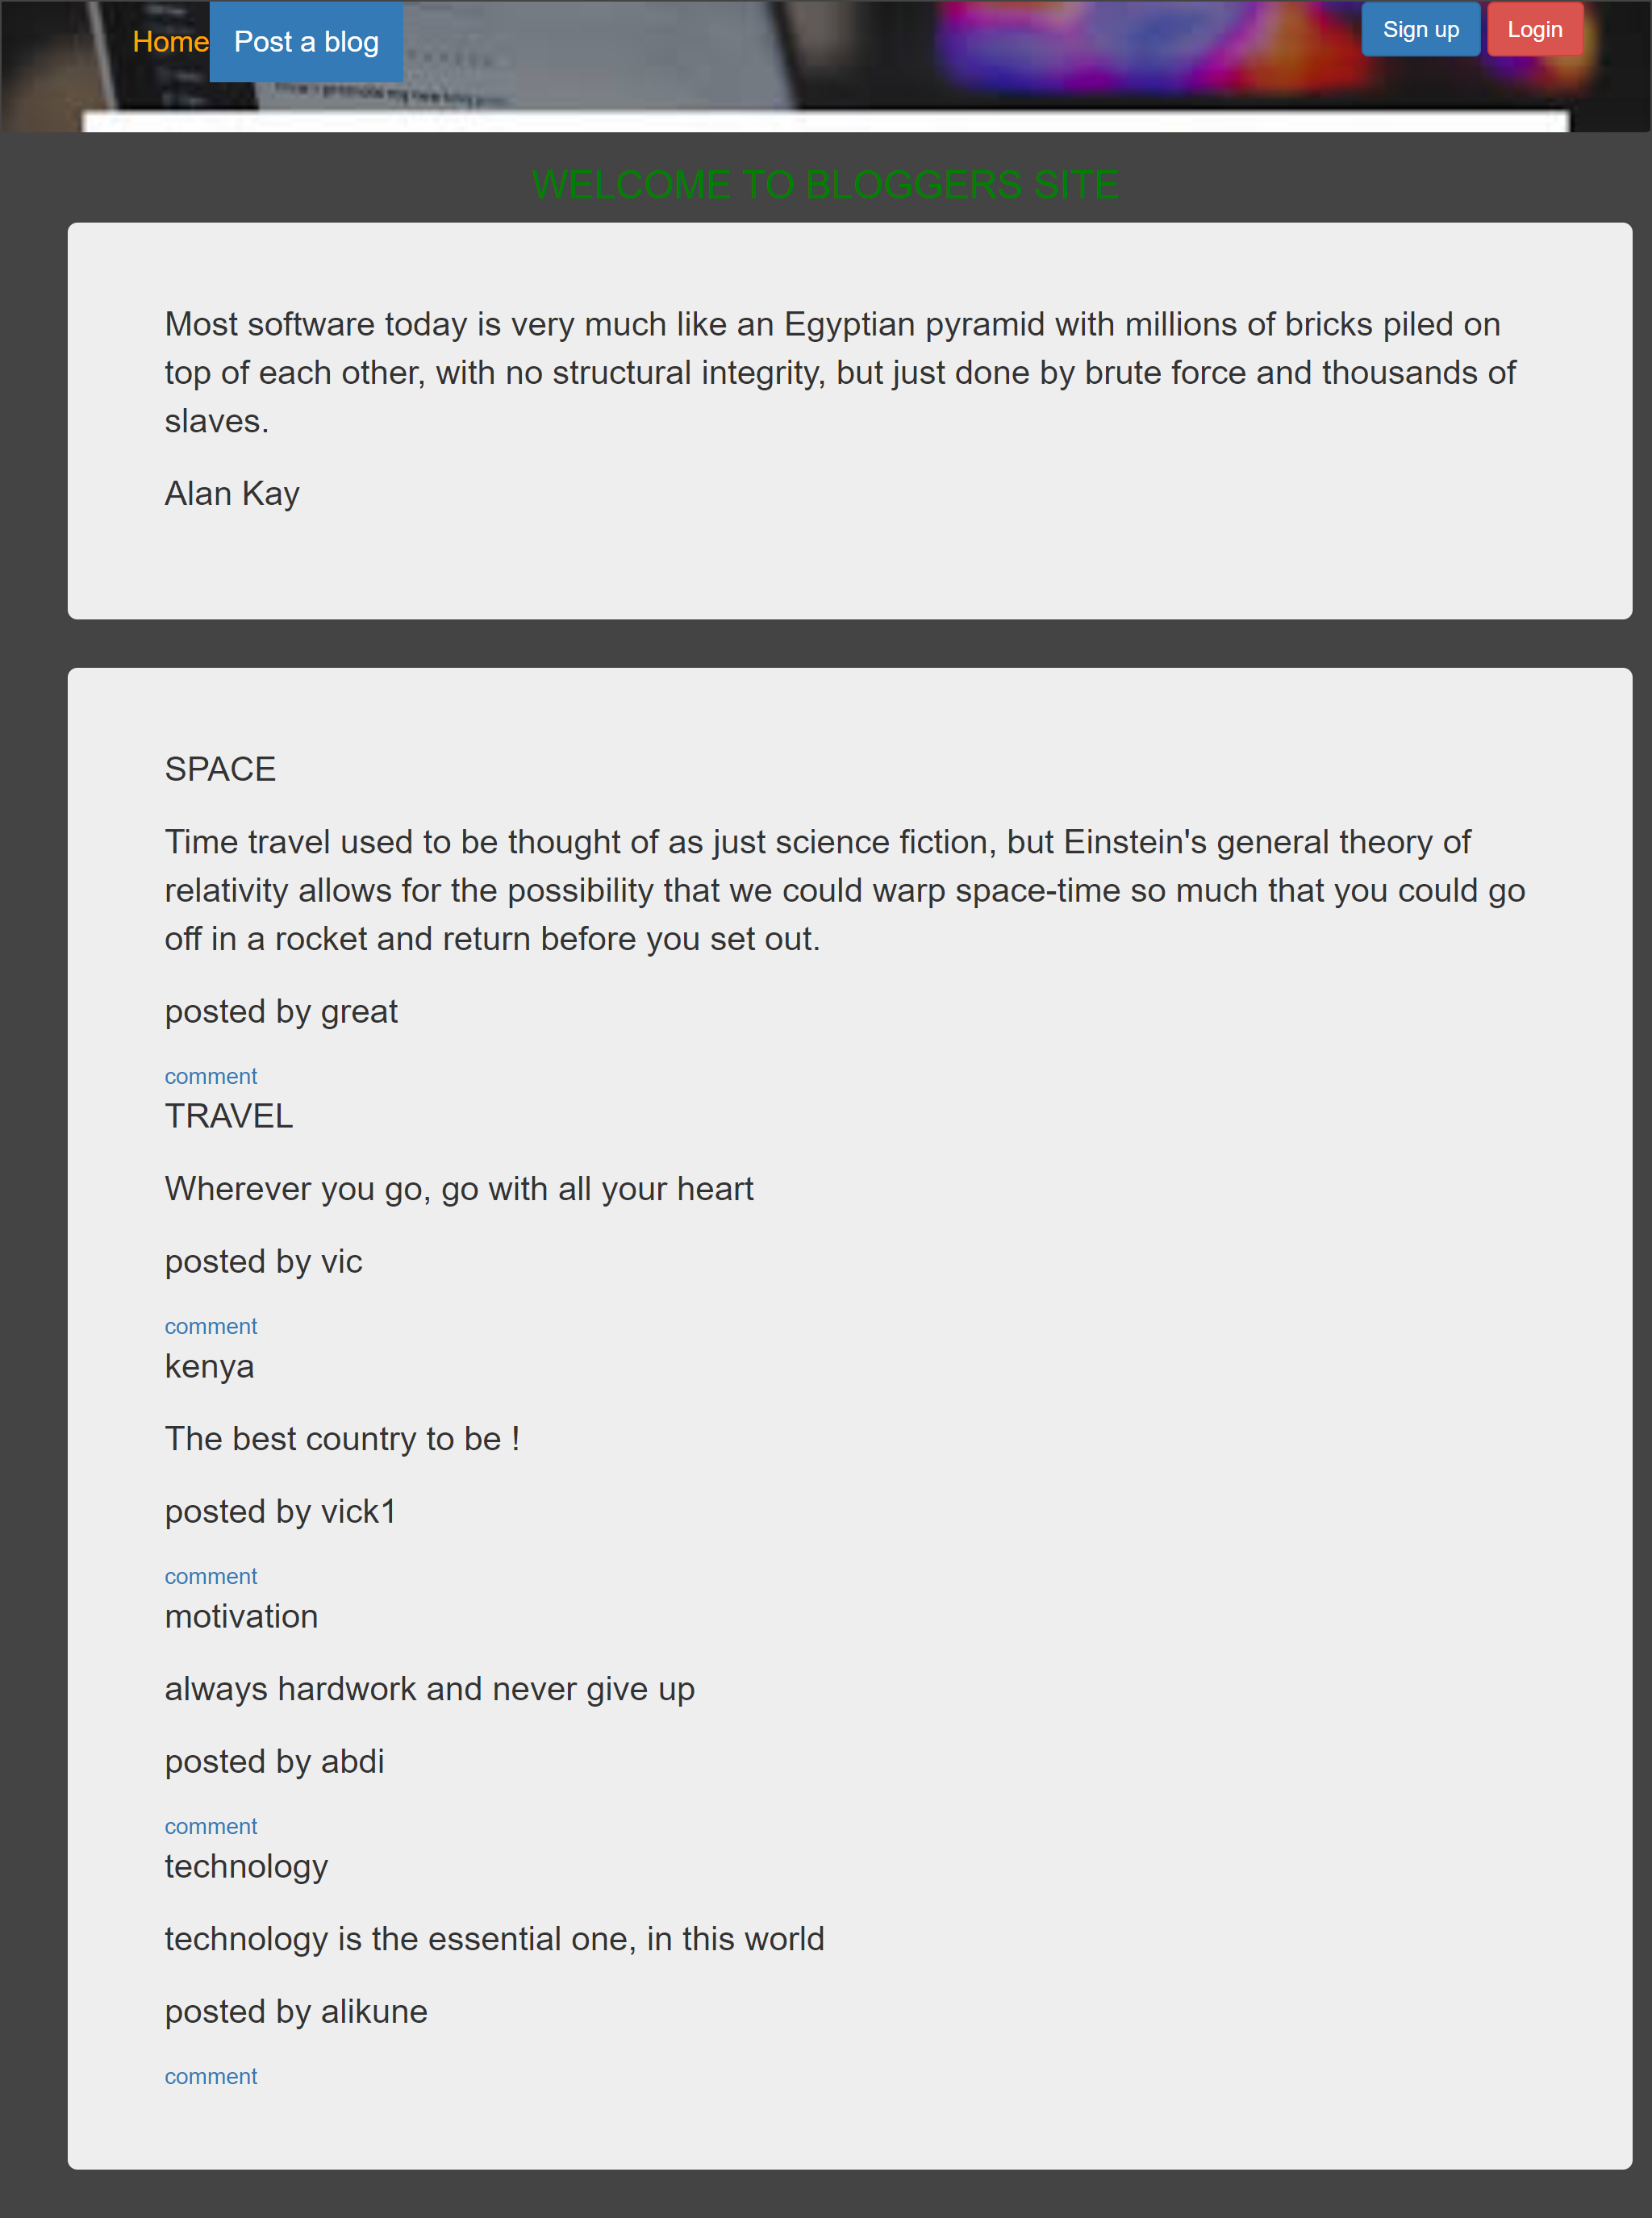 Home Post a blog Sign up Login
WELCOME TO BLOGGERS SITE
Most software today is very much like an Egyptian pyramid with millions of bricks piled on
top of each other, with no structural integrity, but just done by brute force and thousands of
slaves.
Alan Kay
SPACE
Time travel used to be thought of as just science fiction, but Einstein's general theory of
relativity allows for the possibility that we could warp space-time so much that you could go
off in a rocket and return before you set out.
posted by great
comment
TRAVEL
Wherever you go, go with all your heart
posted by vic
comment
kenya
The best country to be !
posted by vick1
comment
motivation
always hardwork and never give up
posted by abdi
comment
technology
technology is the essential one, in this world
posted by alikune
comment